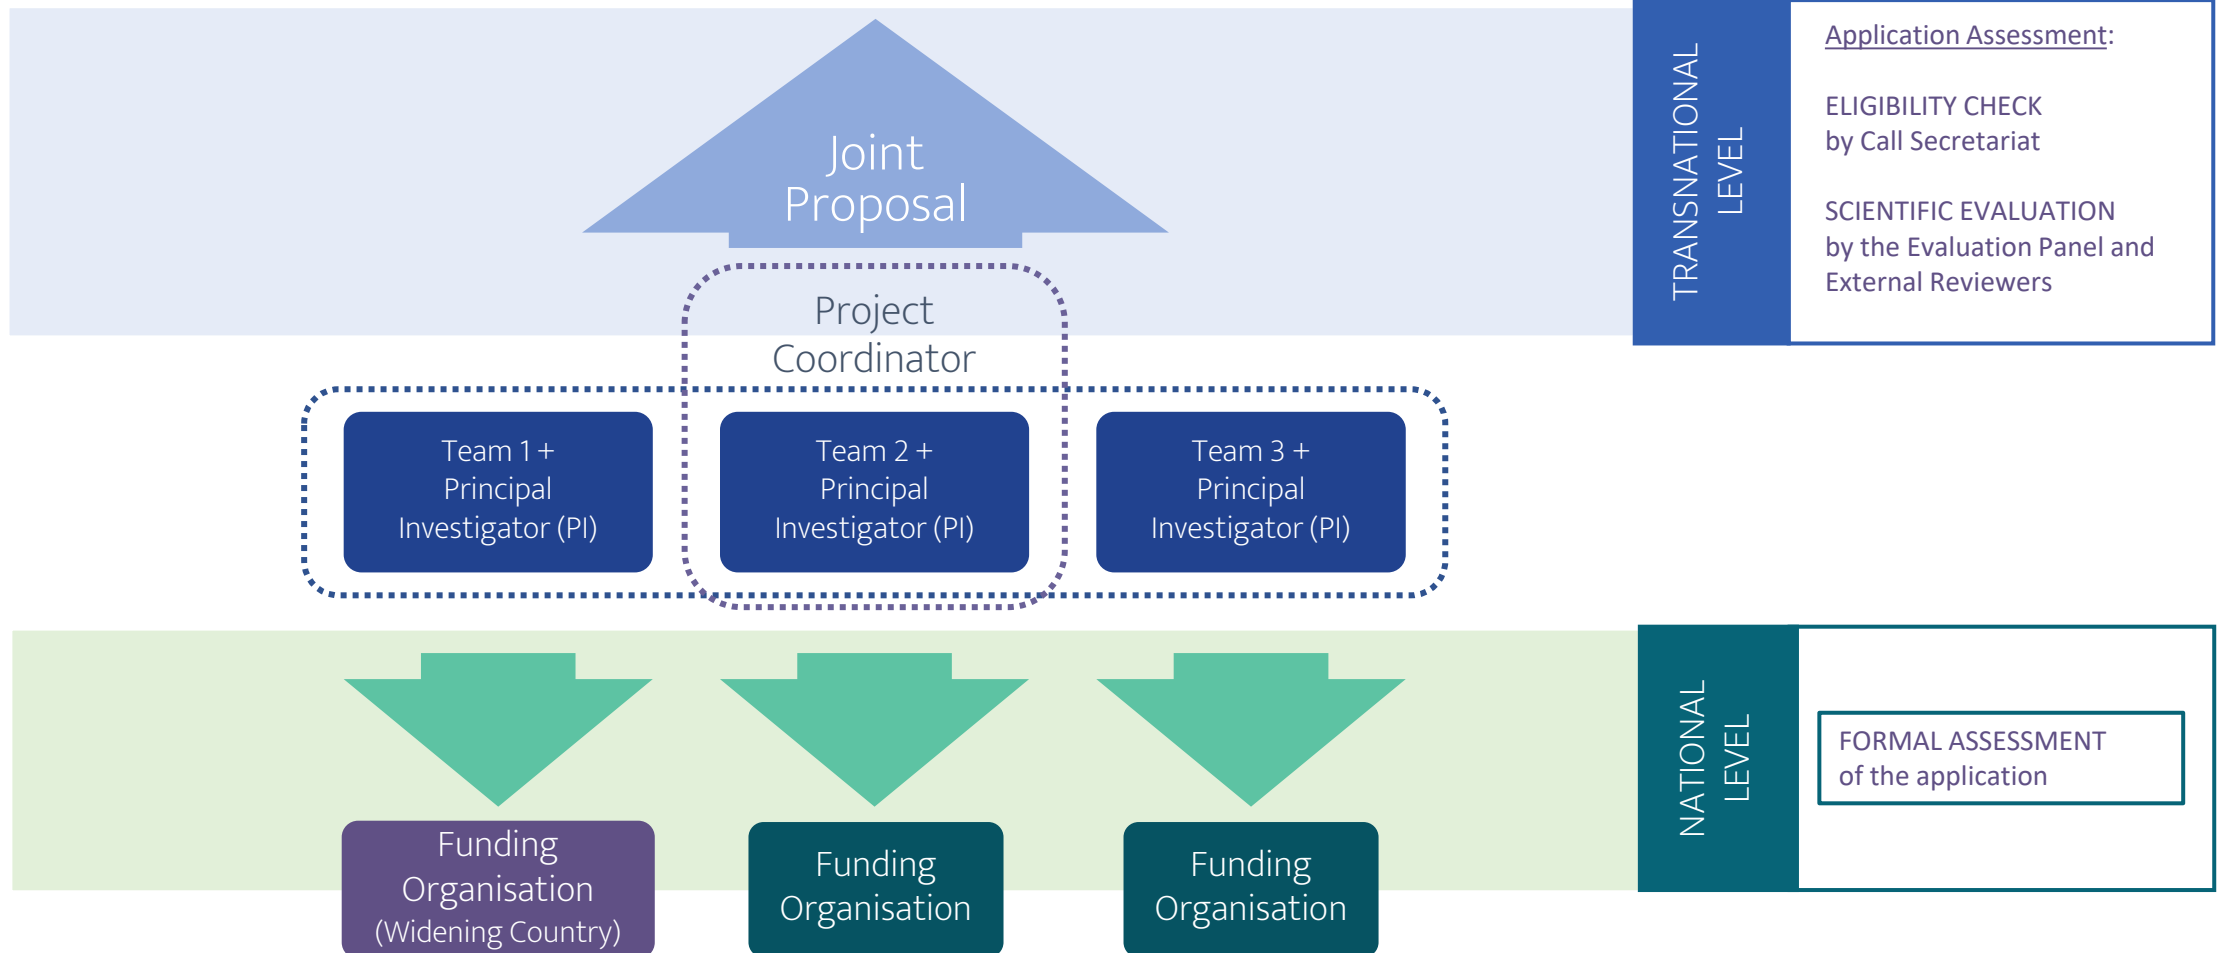 Joint
Proposal
Project
Coordinator
Team 1 +
Principal
Investigator (PI)
Team 2 +
Principal
Investigator (PI)
Team 3 +
Principal
Investigator (PI)
Funding
Organisation
(Widening Country)
Funding
Organisation
Funding
Organisation
TRANSNATIONAL
LEVEL
Application Assessment:
ELIGIBILITY CHECK
by Call Secretariat
SCIENTIFIC EVALUATION
by the Evaluation Panel and
External Reviewers
NATIONAL
LEVEL
FORMAL ASSESSMENT
of the application